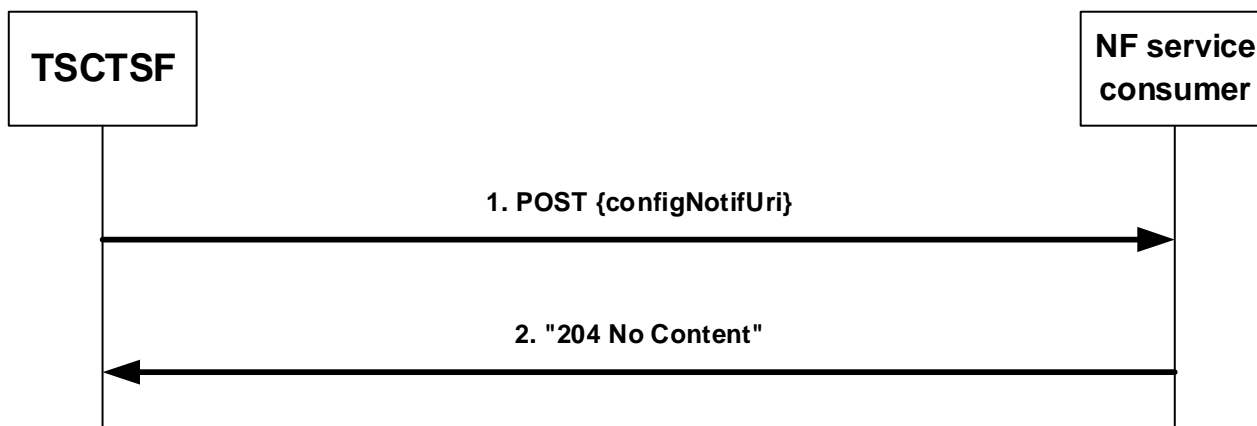 TSCTSF
NF service
consumer
1. POST {configNotifUri}
2. "204 No Content"